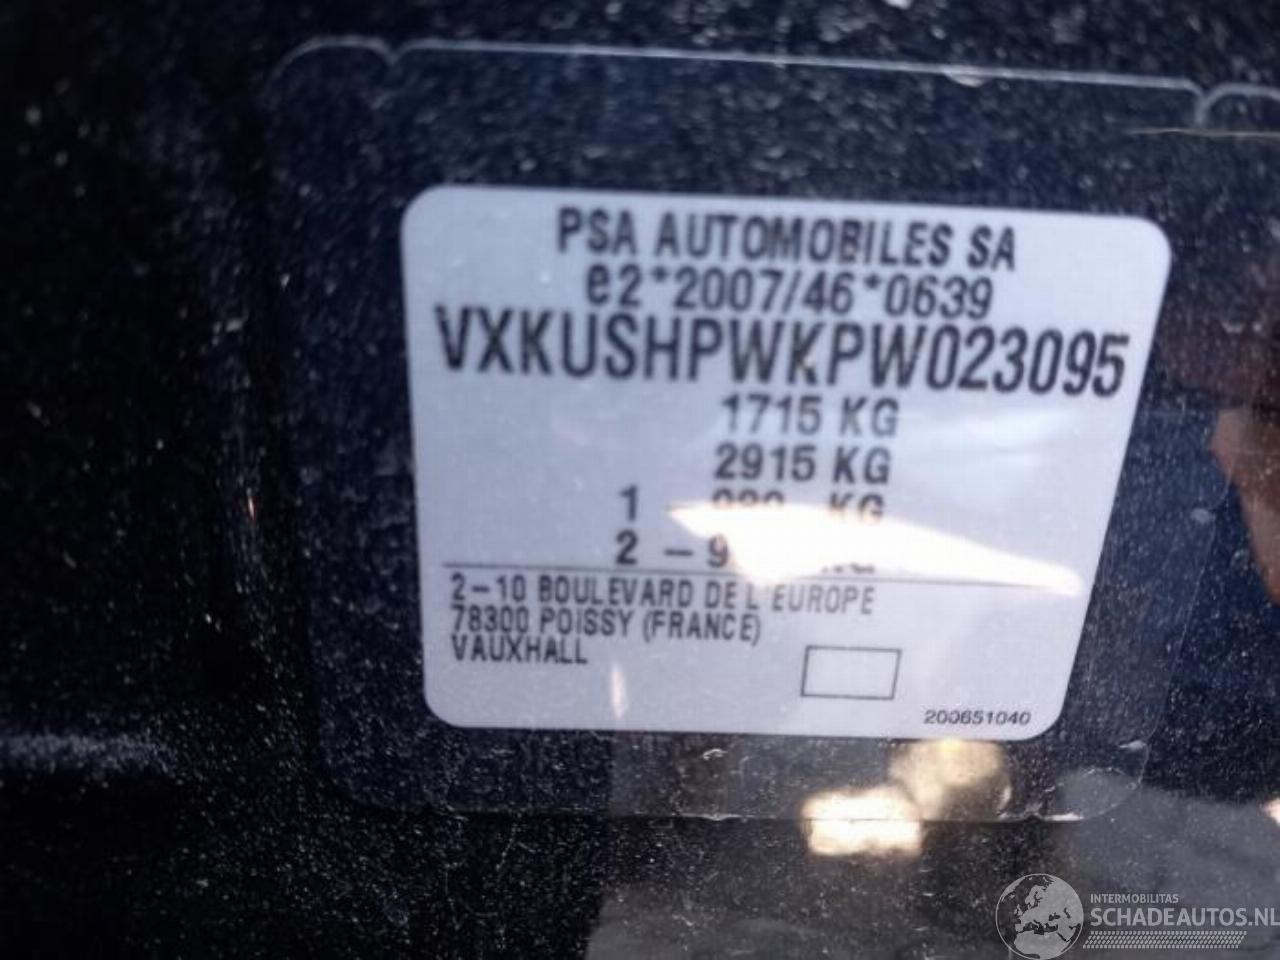 PSA AUTOMOBILES SA
e2*2007/46*0639
VXKUSHPWKPW023095
1715 KG
2915 KG
1 KG
2 –
2–10 BOULEVARD DE L'EUROPE
78300 POISSY (FRANCE)
VAUXHALL
200651040
INTERMOBILITAS
SCHADEAUTOS.NL